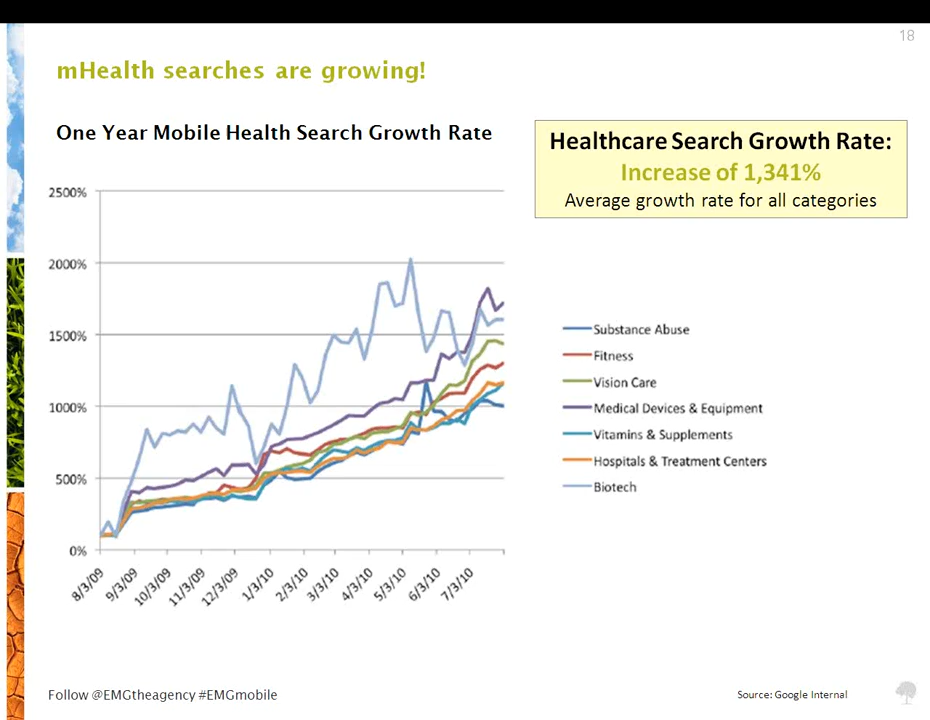 18
mHealth searches are growing!
One Year Mobile Health Search Growth Rate
Healthcare Search Growth Rate:
Increase of 1,341%
Average growth rate for all categories
2500%
2000%
1500%
1000%
500%
0%
8/3/09
9/3/09
10/3/09
11/3/09
12/3/09
1/3/10
2/3/10
3/3/10
4/3/10
5/3/10
6/3/10
7/3/10
Substance Abuse
Fitness
Vision Care
Medical Devices & Equipment
Vitamins & Supplements
Hospitals & Treatment Centers
Biotech
Follow @EMGtheagency #EMGmobile
Source: Google Internal